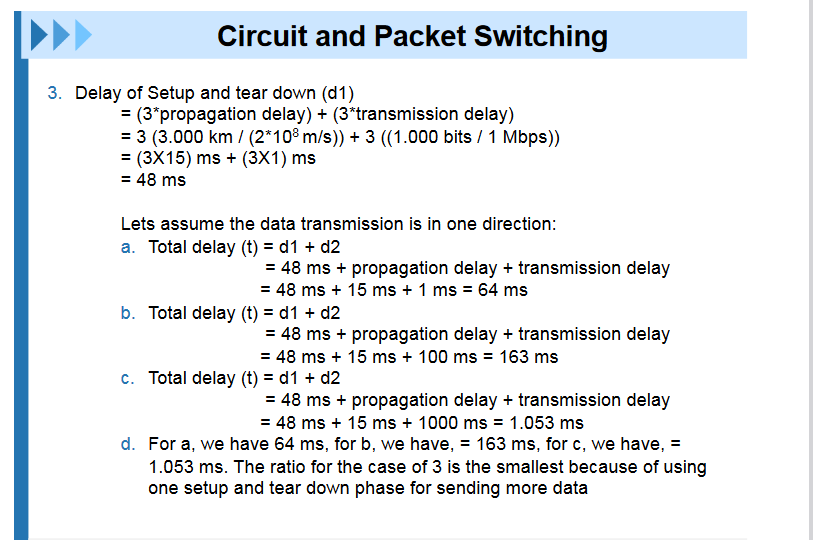 Circuit and Packet Switching
3. Delay of Setup and tear down (d1)
= (3*propagation delay) + (3*transmission delay)
= 3 (3.000 km / (2*10⁸ m/s)) + 3 ((1.000 bits / 1 Mbps))
= (3X15) ms + (3X1) ms
= 48 ms
Lets assume the data transmission is in one direction:
a. Total delay (t) = d1 + d2
= 48 ms + propagation delay + transmission delay
= 48 ms + 15 ms + 1 ms = 64 ms
b. Total delay (t) = d1 + d2
= 48 ms + propagation delay + transmission delay
= 48 ms + 15 ms + 100 ms = 163 ms
c. Total delay (t) = d1 + d2
= 48 ms + propagation delay + transmission delay
= 48 ms + 15 ms + 1000 ms = 1.053 ms
d. For a, we have 64 ms, for b, we have, = 163 ms, for c, we have, =
1.053 ms. The ratio for the case of 3 is the smallest because of using
one setup and tear down phase for sending more data